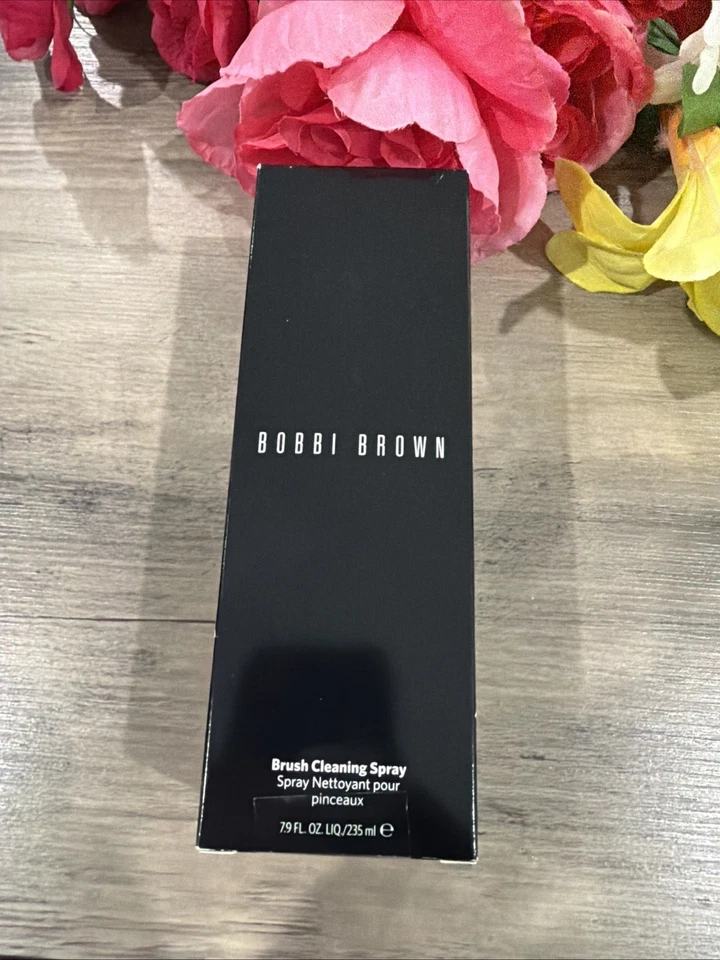 BOBBI BROWN
Brush Cleaning Spray
Spray Nettoyant pour
pinceaux
7.9 FL. OZ. LIQ./235 ml ℮